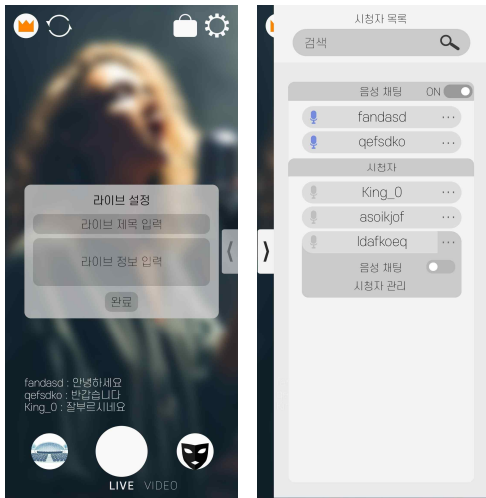 라이브 설정
라이브 제목 입력
라이브 정보 입력
완료
fandasd : 안녕하세요
qefsdko : 반갑습니다
King_0 : 잘부르시네요
LIVE VIDEO
시청자 목록
검색
음성 채팅 ON
fandasd
qefsdko
시청자
King_0
asoikjof
ldafkoeq
음성 채팅
시청자 관리